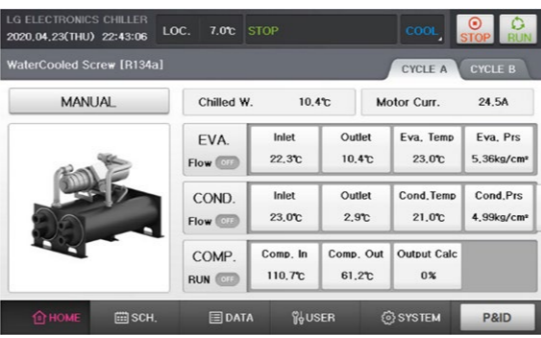 LG ELECTRONICS CHILLER
2020.04.23(THU) 22:43:06
LOC. 7.0℃ STOP COOL STOP RUN
WaterCooled Screw [R134a] CYCLE A CYCLE B
MANUAL Chilled W. 10.4℃ Motor Curr. 24.5A
EVA. Inlet Outlet Eva. Temp Eva. Prs
Flow OFF 22.3℃ 10.4℃ 23.0℃ 5.36kg/cm²
COND. Inlet Outlet Cond.Temp Cond.Prs
Flow OFF 23.0℃ 2.9℃ 21.0℃ 4.99kg/cm²
COMP. Comp. In Comp. Out Output Calc
RUN OFF 110.7℃ 61.2℃ 0%
HOME SCH. DATA USER SYSTEM P&ID